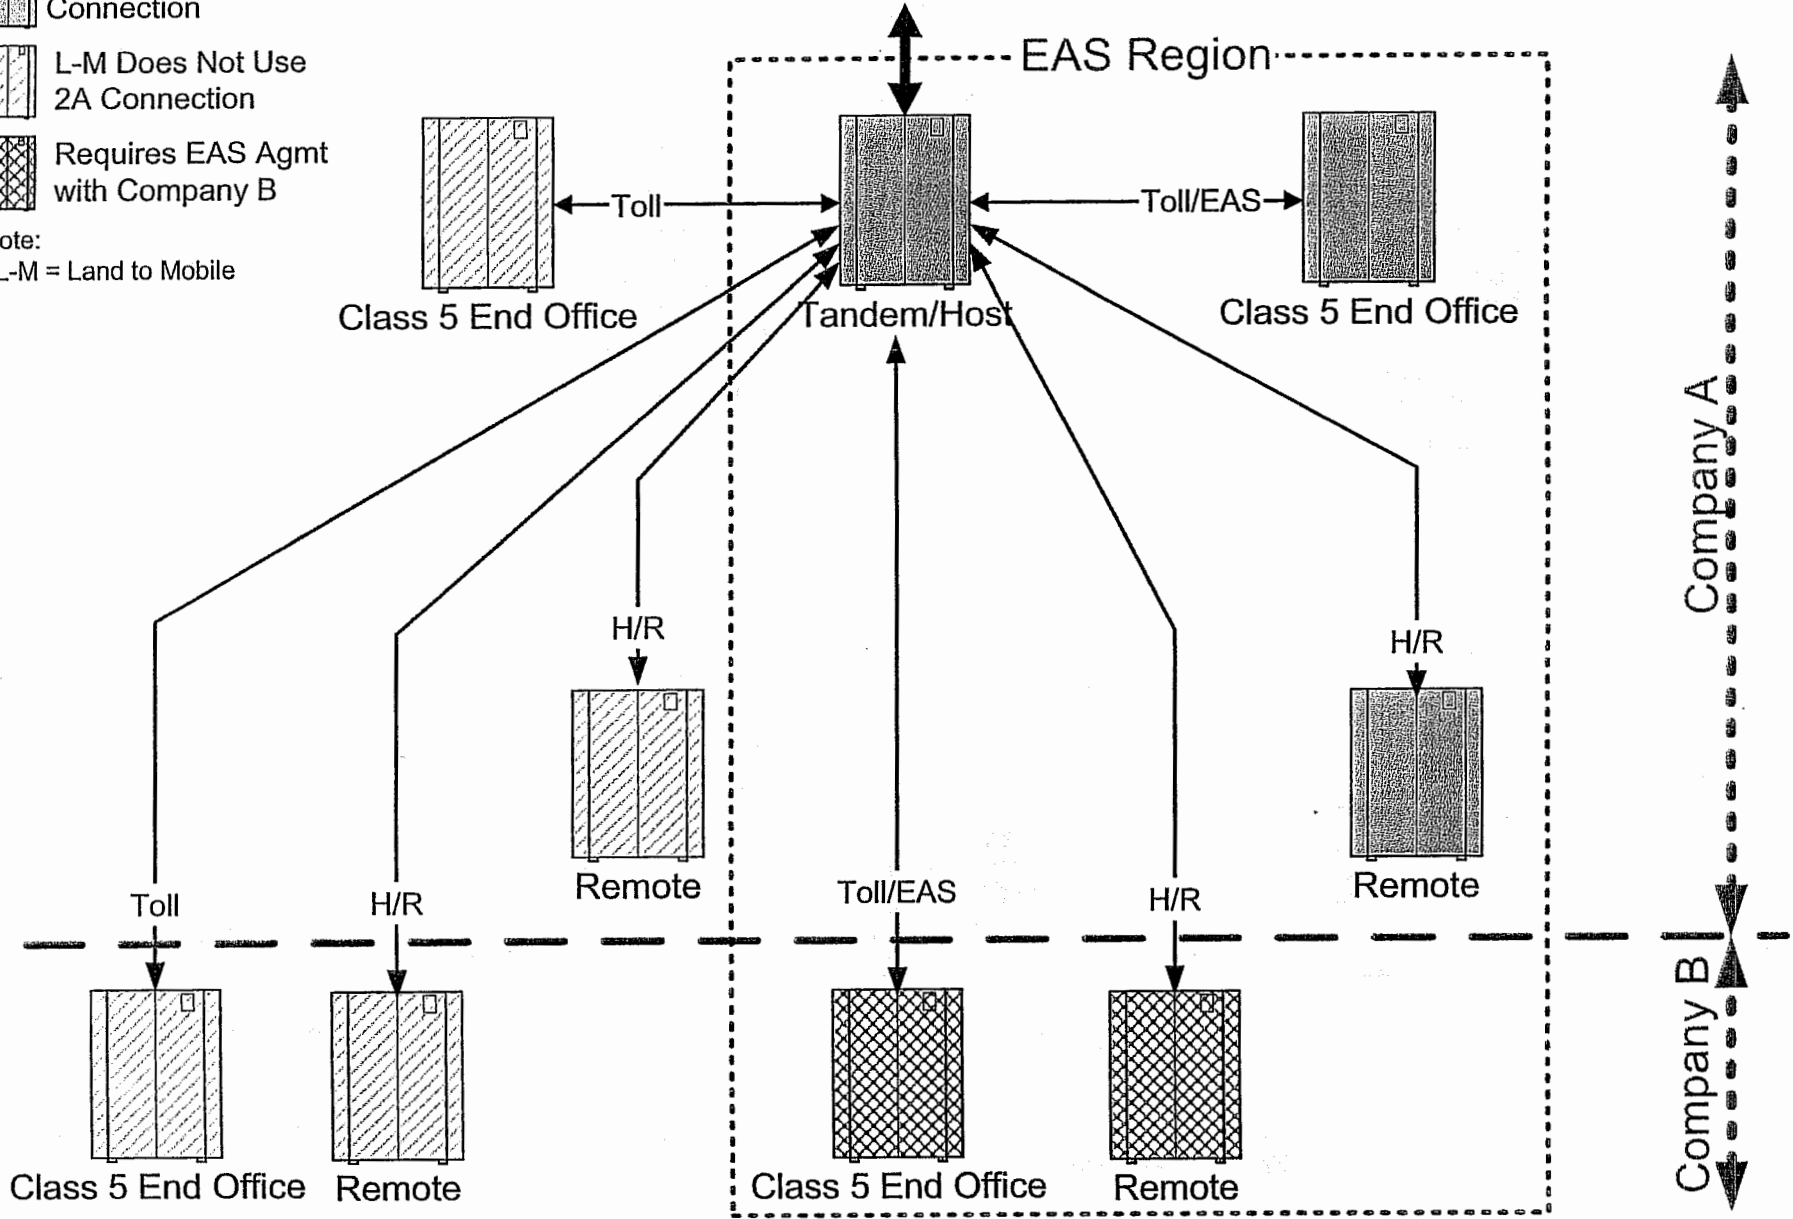 Connection
L-M Does Not Use
2A Connection
Requires EAS Agmt
with Company B
ote:
L-M = Land to Mobile
EAS Region
Toll
Toll/EAS
Class 5 End Office
Tandem/Host
Class 5 End Office
Company A
H/R
H/R
Remote
Remote
Toll
H/R
Toll/EAS
H/R
Company B
Class 5 End Office
Remote
Class 5 End Office
Remote